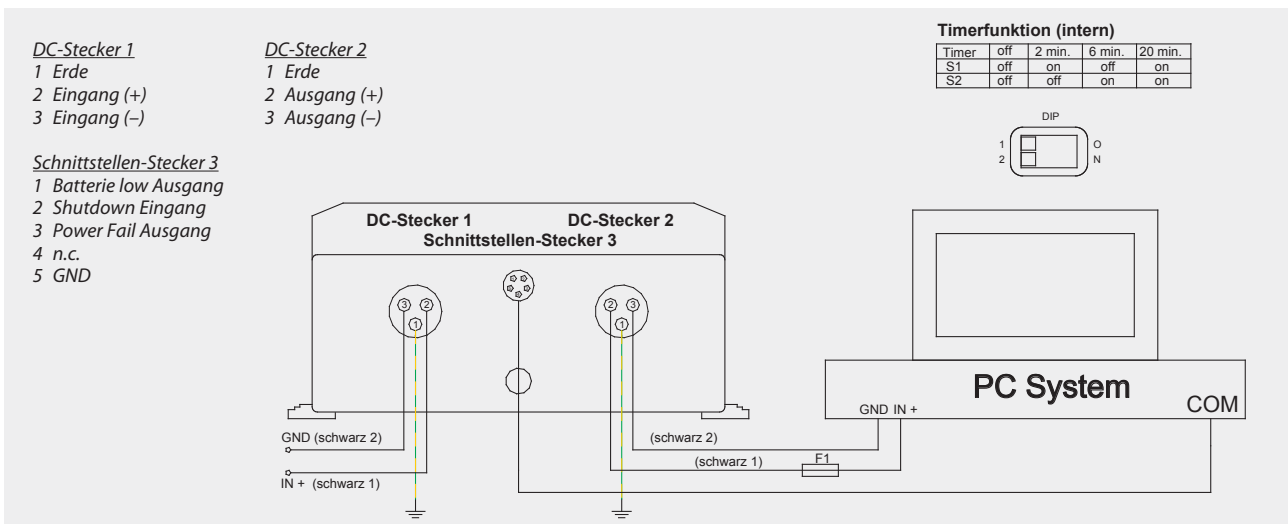 DC-Stecker 1
1 Erde
2 Eingang (+)
3 Eingang (–)
DC-Stecker 2
1 Erde
2 Ausgang (+)
3 Ausgang (–)
Schnittstellen-Stecker 3
1 Batterie low Ausgang
2 Shutdown Eingang
3 Power Fail Ausgang
4 n.c.
5 GND
Timerfunktion (intern)
Timer off 2 min. 6 min. 20 min.
S1 off on off on
S2 off off on on
DIP
1 O
2 N
DC-Stecker 1 DC-Stecker 2
Schnittstellen-Stecker 3
3 2
1
2 3
1
PC System
GND IN + COM
GND (schwarz 2)
IN + (schwarz 1)
(schwarz 2)
(schwarz 1) F1